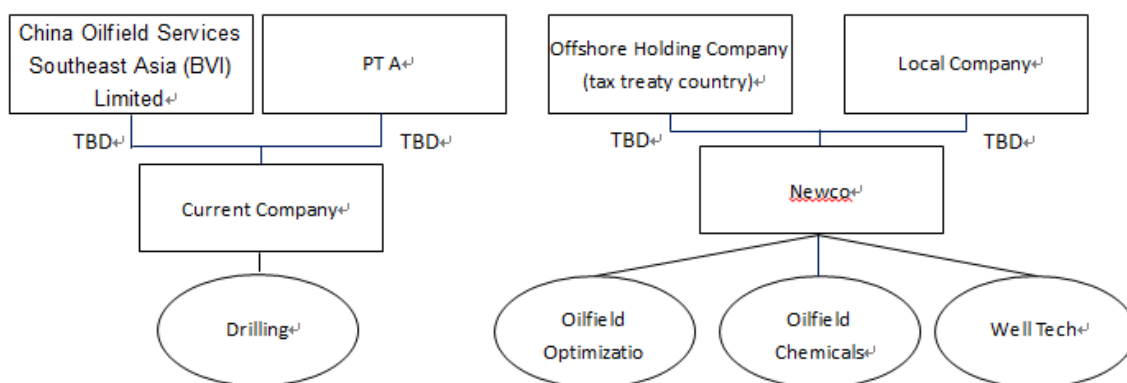 China Oilfield Services
Southeast Asia (BVI)
Limited
PT A
Offshore Holding Company
(tax treaty country)
Local Company
TBD
TBD
TBD
TBD
Current Company
Newco
Drilling
Oilfield
Optimizatio
Oilfield
Chemicals
Well Tech